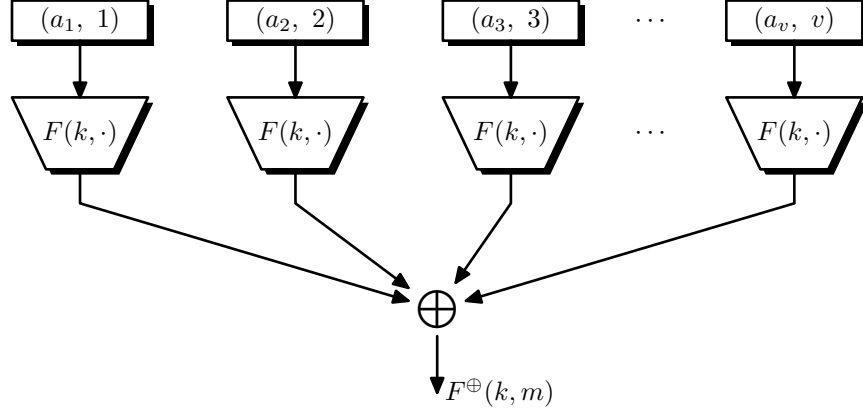 (a₁, 1) (a₂, 2) (a₃, 3) ⋯ (aᵥ, v)
F(k, ·) F(k, ·) F(k, ·) ⋯ F(k, ·)
F^⊕(k, m)